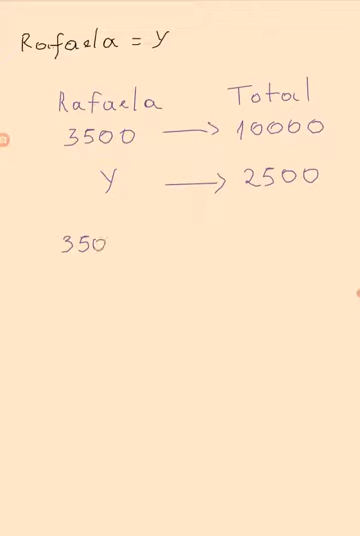 Rafaela = y
Rafaela Total
3500 → 10000
y → 2500
350